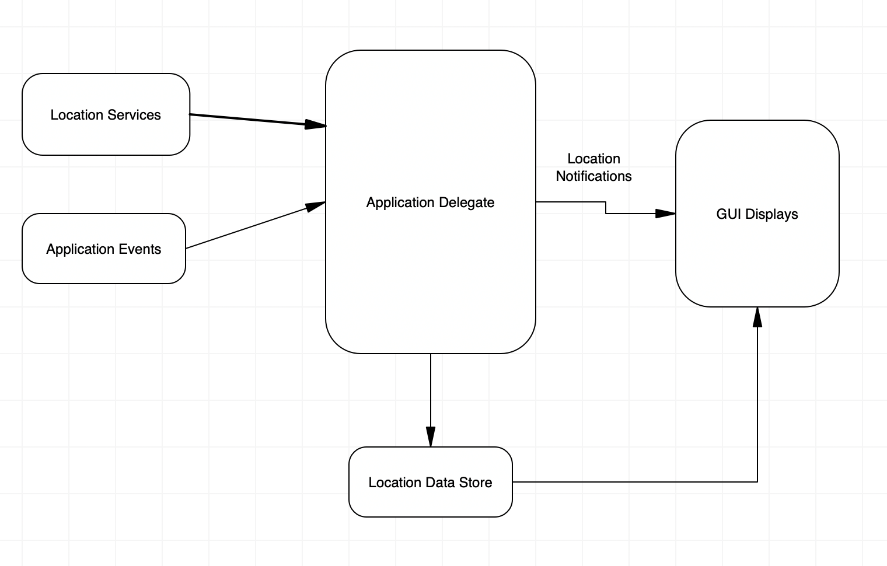 Location Services
Application Events
Application Delegate
Location
Notifications
GUI Displays
Location Data Store